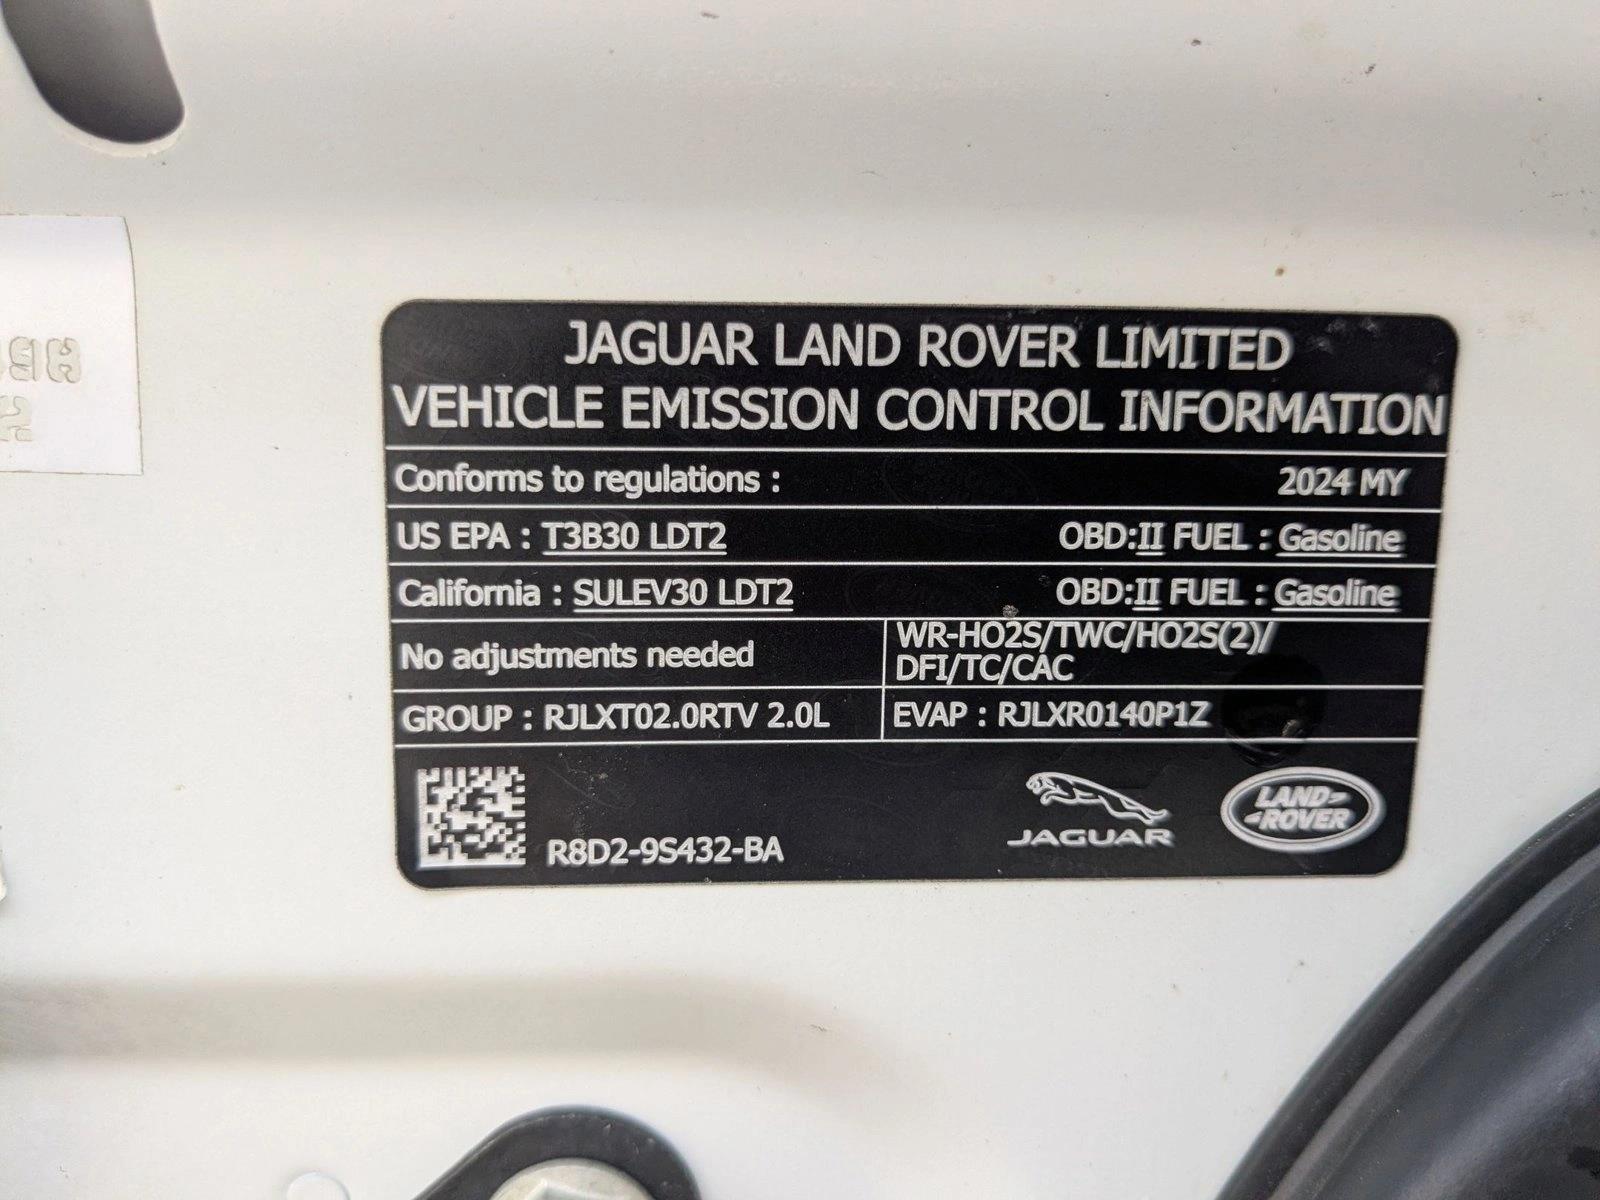 JAGUAR LAND ROVER LIMITED
VEHICLE EMISSION CONTROL INFORMATION
Conforms to regulations : 2024 MY
US EPA : T3B30 LDT2 OBD:II FUEL : Gasoline
California : SULEV30 LDT2 OBD:II FUEL : Gasoline
No adjustments needed
WR-HO2S/TWC/HO2S(2)/
DFI/TC/CAC
GROUP : RJLXT02.0RTV 2.0L
EVAP : RJLXR0140P1Z
R8D2-9S432-BA
JAGUAR
LAND-
-ROVER